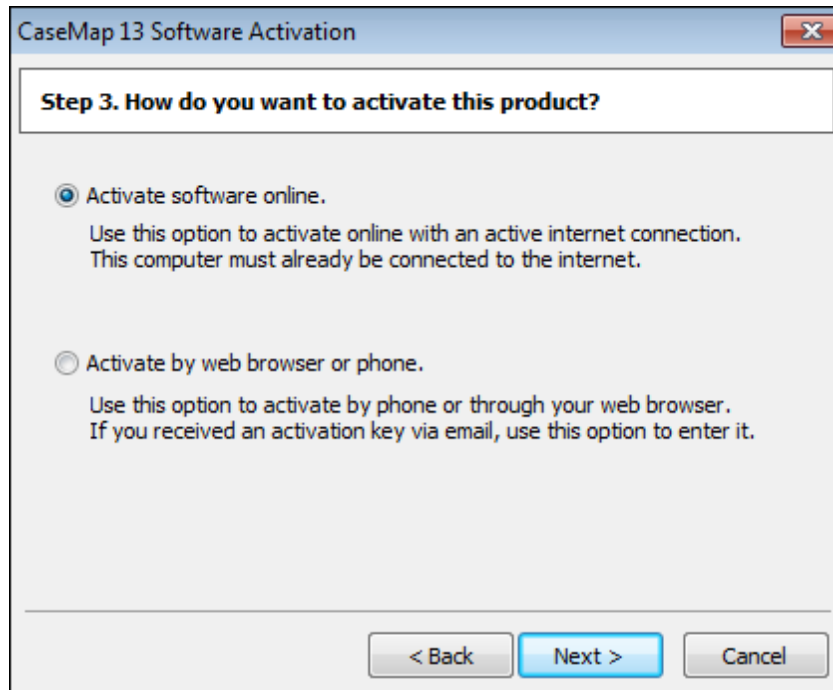 CaseMap 13 Software Activation
Step 3. How do you want to activate this product?
Activate software online.
Use this option to activate online with an active internet connection.
This computer must already be connected to the internet.
Activate by web browser or phone.
Use this option to activate by phone or through your web browser.
If you received an activation key via email, use this option to enter it.
< Back Next > Cancel